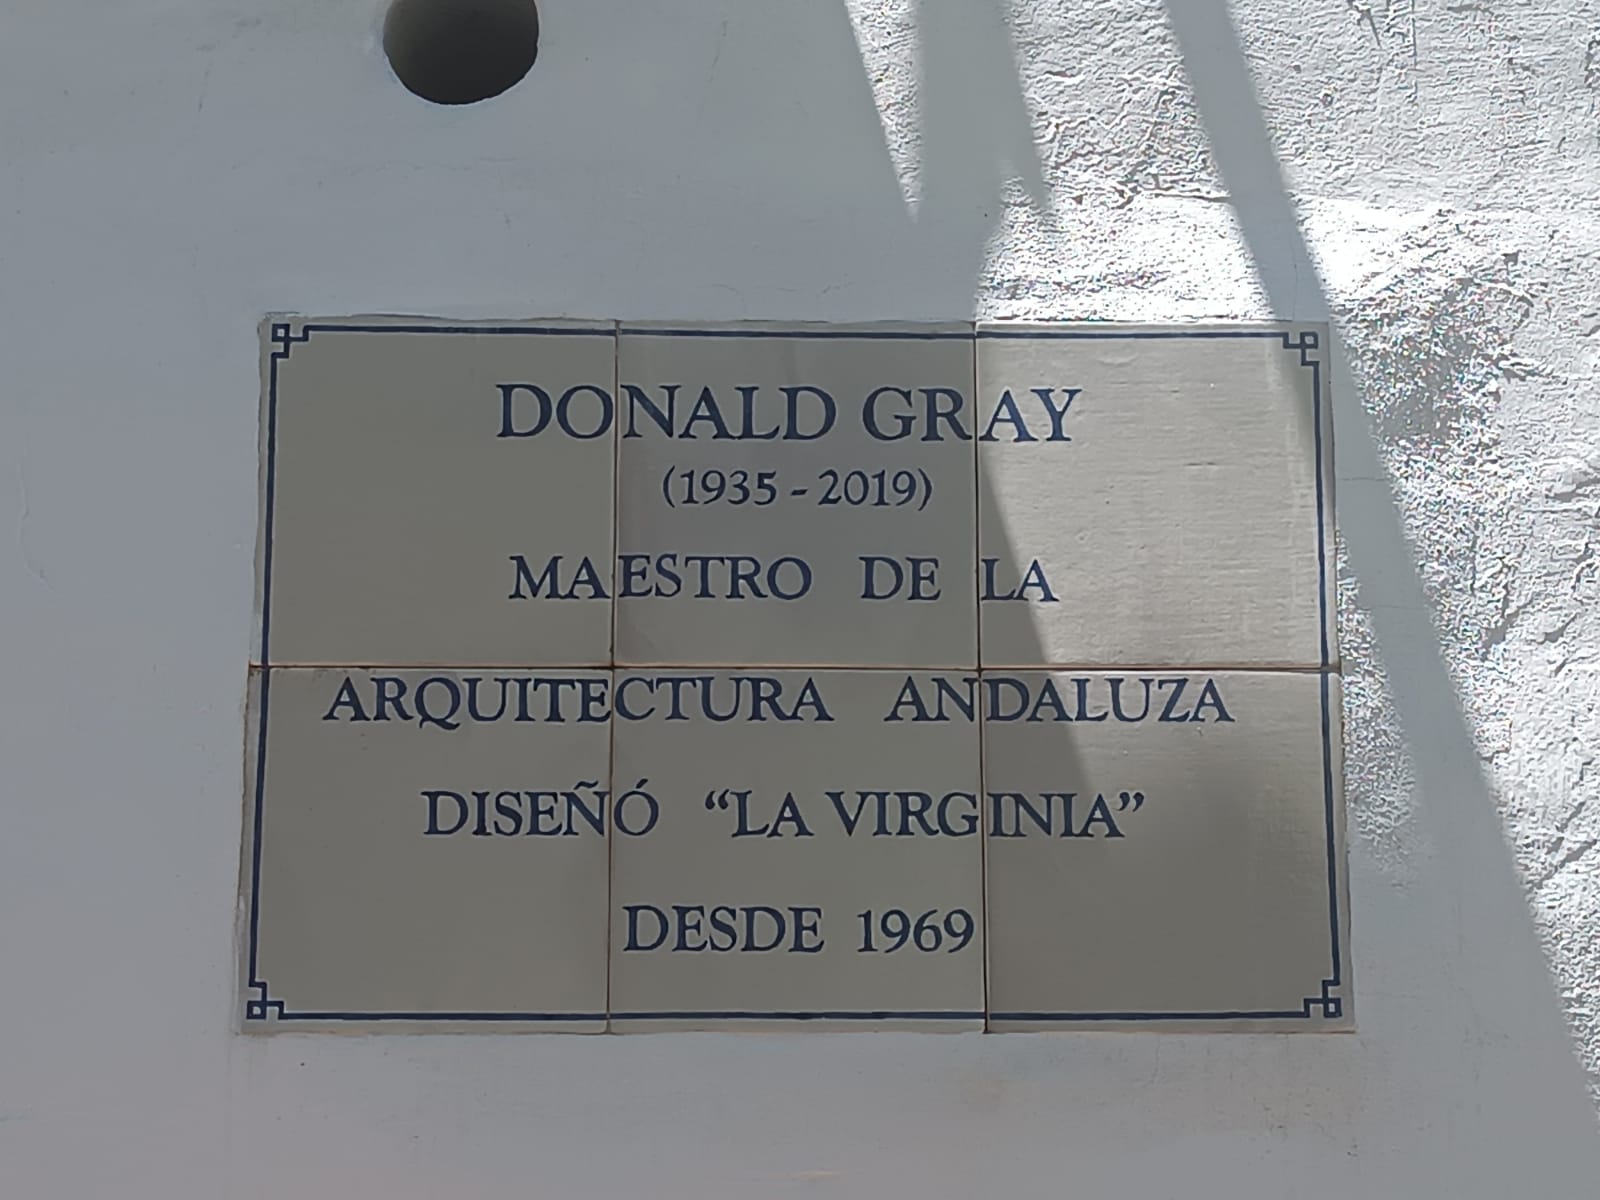 DONALD GRAY
(1935 - 2019)
MAESTRO DE LA
ARQUITECTURA ANDALUZA
DISEÑÓ “LA VIRGINIA”
DESDE 1969